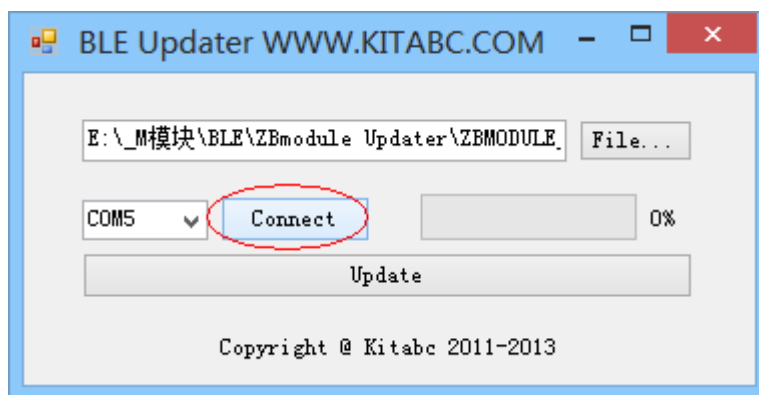 BLE Updater WWW.KITABC.COM
E:\_M模块\BLE\ZBmodule Updater\ZBMODULE_ File...
COM5 Connect 0%
Update
Copyright @ Kitabc 2011-2013